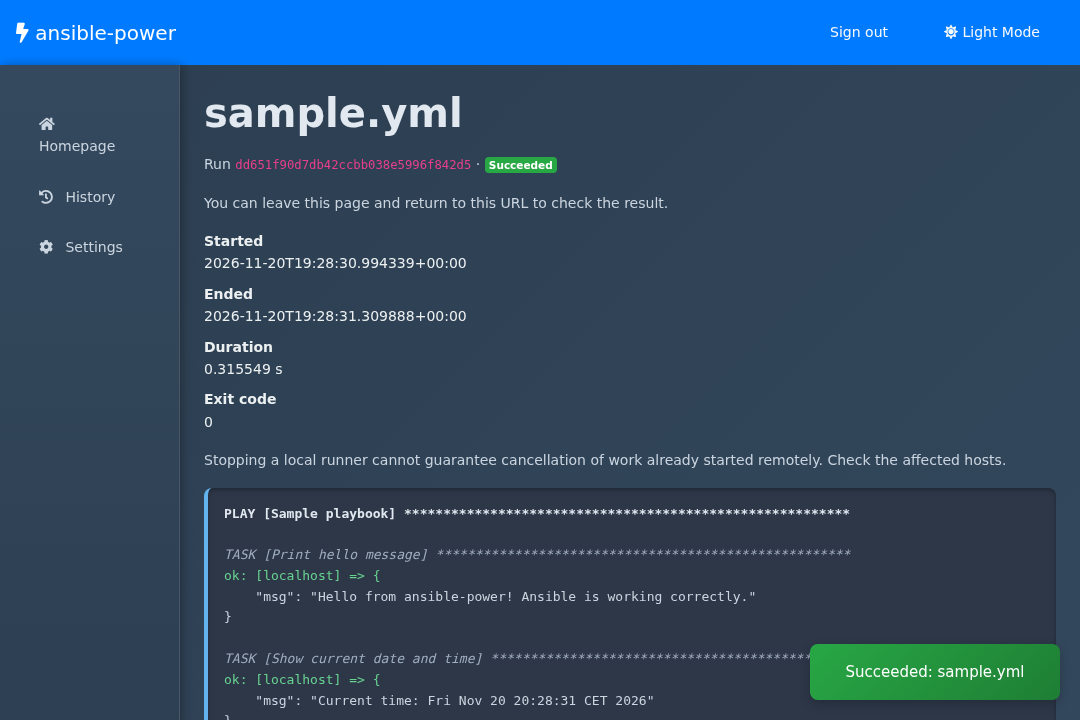 ansible-power
Sign out
Light Mode
Homepage
History
Settings
sample.yml
Run dd651f90d7db42ccbb038e5996f842d5 · Succeeded
You can leave this page and return to this URL to check the result.
Started
2026-11-20T19:28:30.994339+00:00
Ended
2026-11-20T19:28:31.309888+00:00
Duration
0.315549 s
Exit code
0
Stopping a local runner cannot guarantee cancellation of work already started remotely. Check the affected hosts.
PLAY [Sample playbook] *********************************************************
TASK [Print hello message] *****************************************************
ok: [localhost] => {
    "msg": "Hello from ansible-power! Ansible is working correctly."
}
TASK [Show current date and time] *****************************************
ok: [localhost] => {
    "msg": "Current time: Fri Nov 20 20:28:31 CET 2026"
}
Succeeded: sample.yml